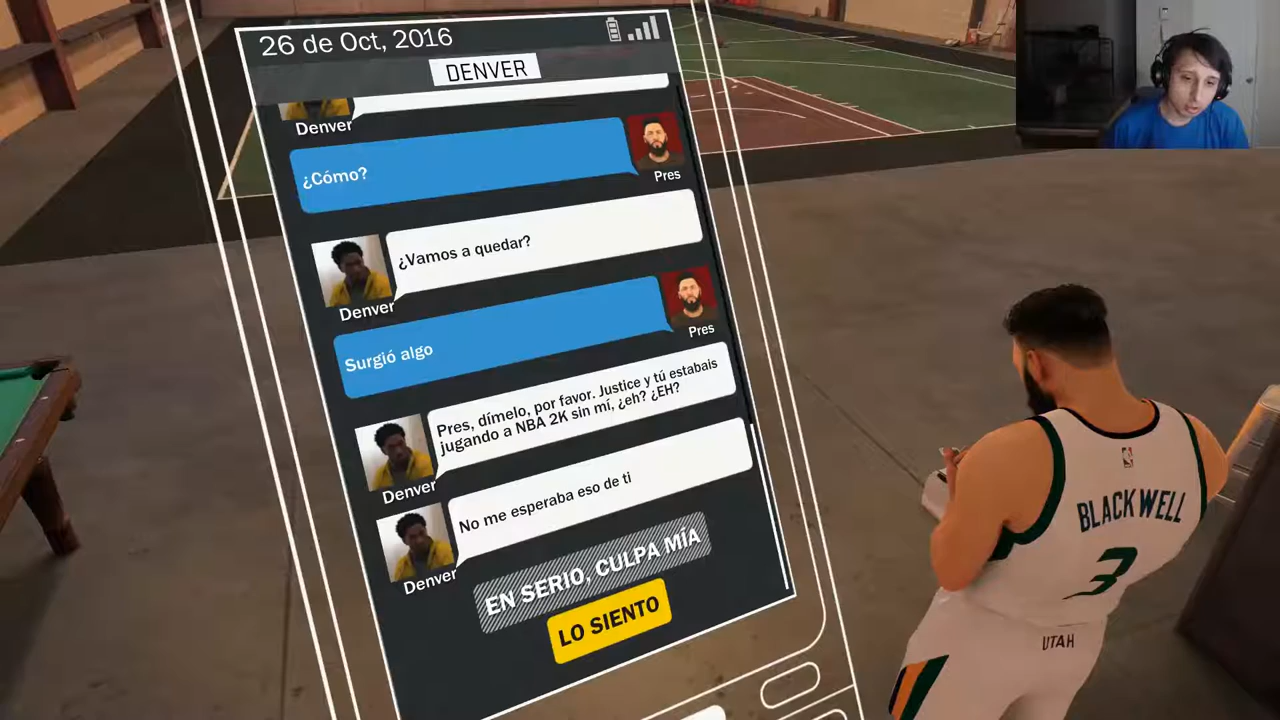 26 de Oct, 2016
DENVER
Denver
¿Cómo?
Pres
¿Vamos a quedar?
Denver
Surgió algo
Pres
Pres, dímelo, por favor. Justice y tú estabais
jugando a NBA 2K sin mí, ¿eh? ¿EH?
Denver
No me esperaba eso de ti
Denver
EN SERIO, CULPA MÍA
LO SIENTO
BLACKWELL
3
UTAH